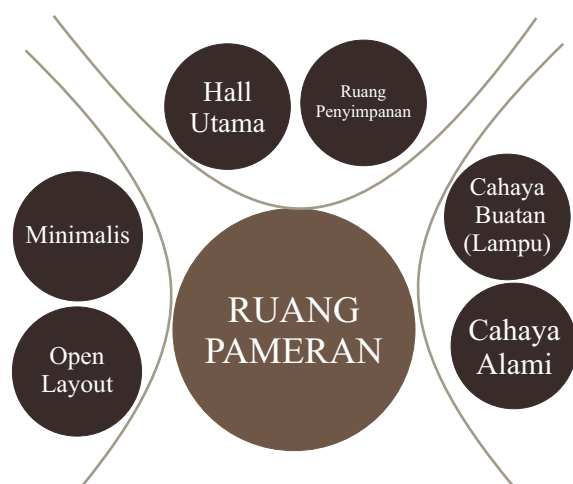 Hall
Utama
Ruang
Penyimpanan
Minimalis
Open
Layout
RUANG
PAMERAN
Cahaya
Buatan
(Lampu)
Cahaya
Alami